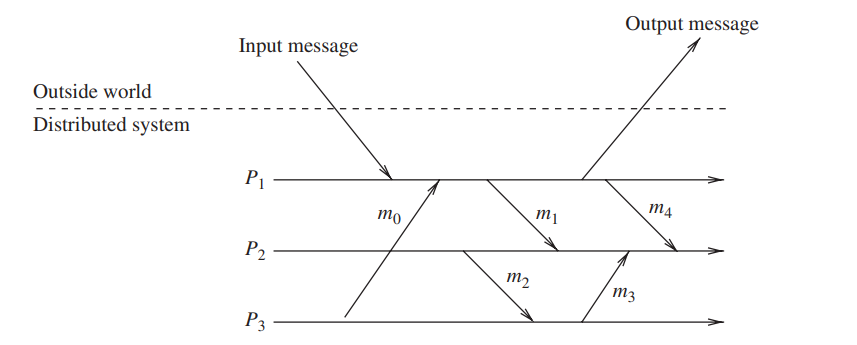 Output message
Input message
Outside world
Distributed system
P1
m0
m1
m4
P2
m2
m3
P3